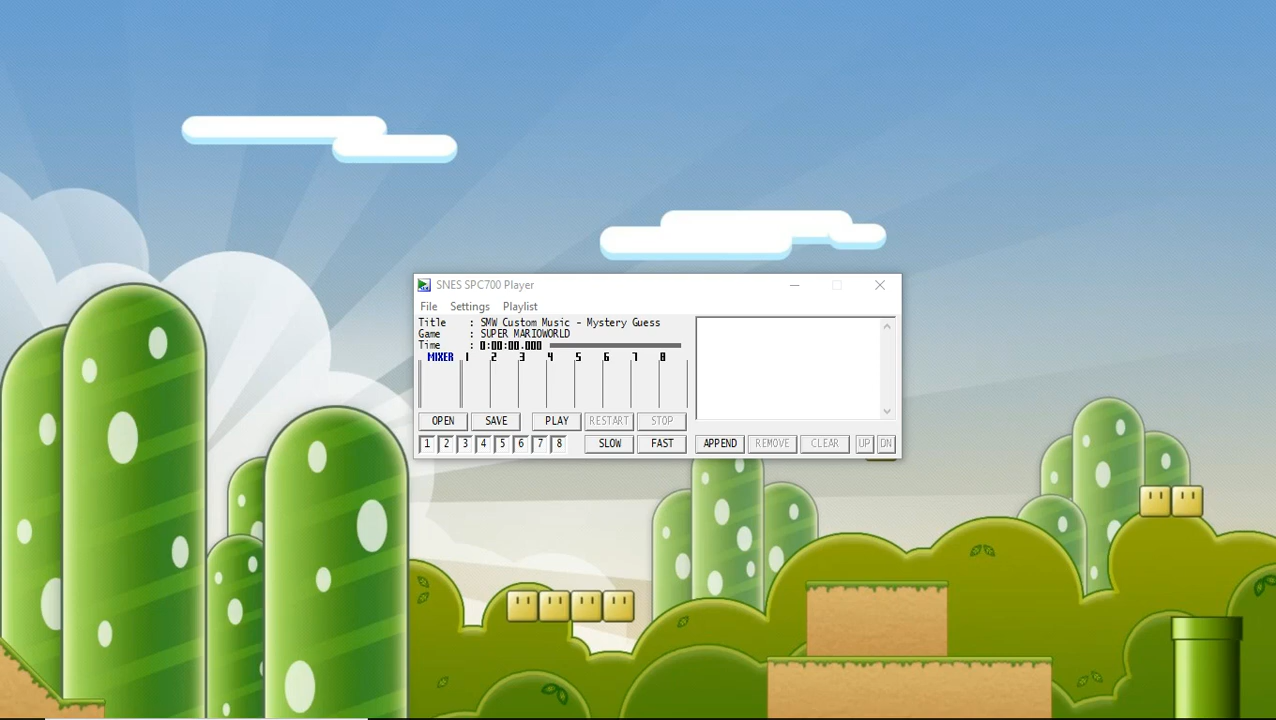 SNES SPC700 Player
File Settings Playlist
Title : SMW Custom Music - Mystery Guess
Game : SUPER MARIOWORLD
Time : 0:00:00.000
MIXER 1 2 3 4 5 6 7 8
OPEN SAVE PLAY RESTART STOP
1 2 3 4 5 6 7 8 SLOW FAST APPEND REMOVE CLEAR UP DN